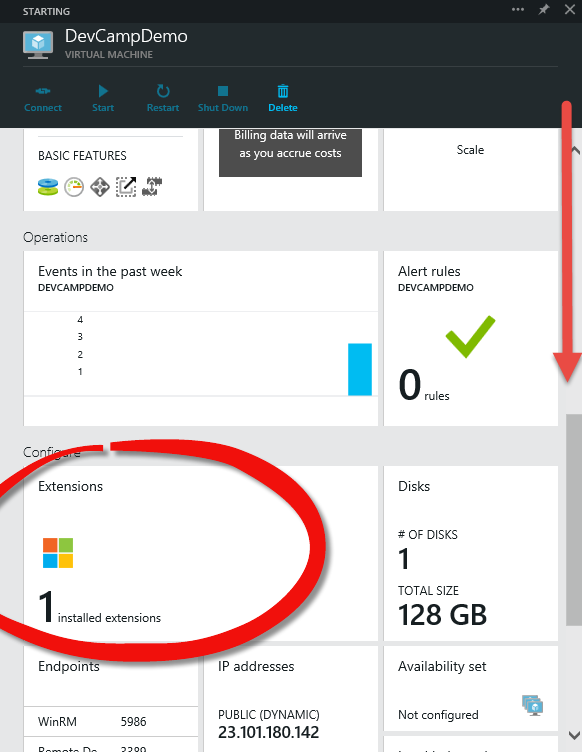 STARTING
DevCampDemo
VIRTUAL MACHINE
Connect
Start
Restart
Shut Down
Delete
BASIC FEATURES
Billing data will arrive
as you accrue costs
Scale
Operations
Events in the past week
DEVCAMPDEMO
4
3
2
1
Alert rules
DEVCAMPDEMO
0 rules
Configure
Extensions
1 installed extensions
Disks
# OF DISKS
1
TOTAL SIZE
128 GB
Endpoints
WinRM 5986
Remote De 3389
IP addresses
PUBLIC (DYNAMIC)
23.101.180.142
Availability set
Not configured